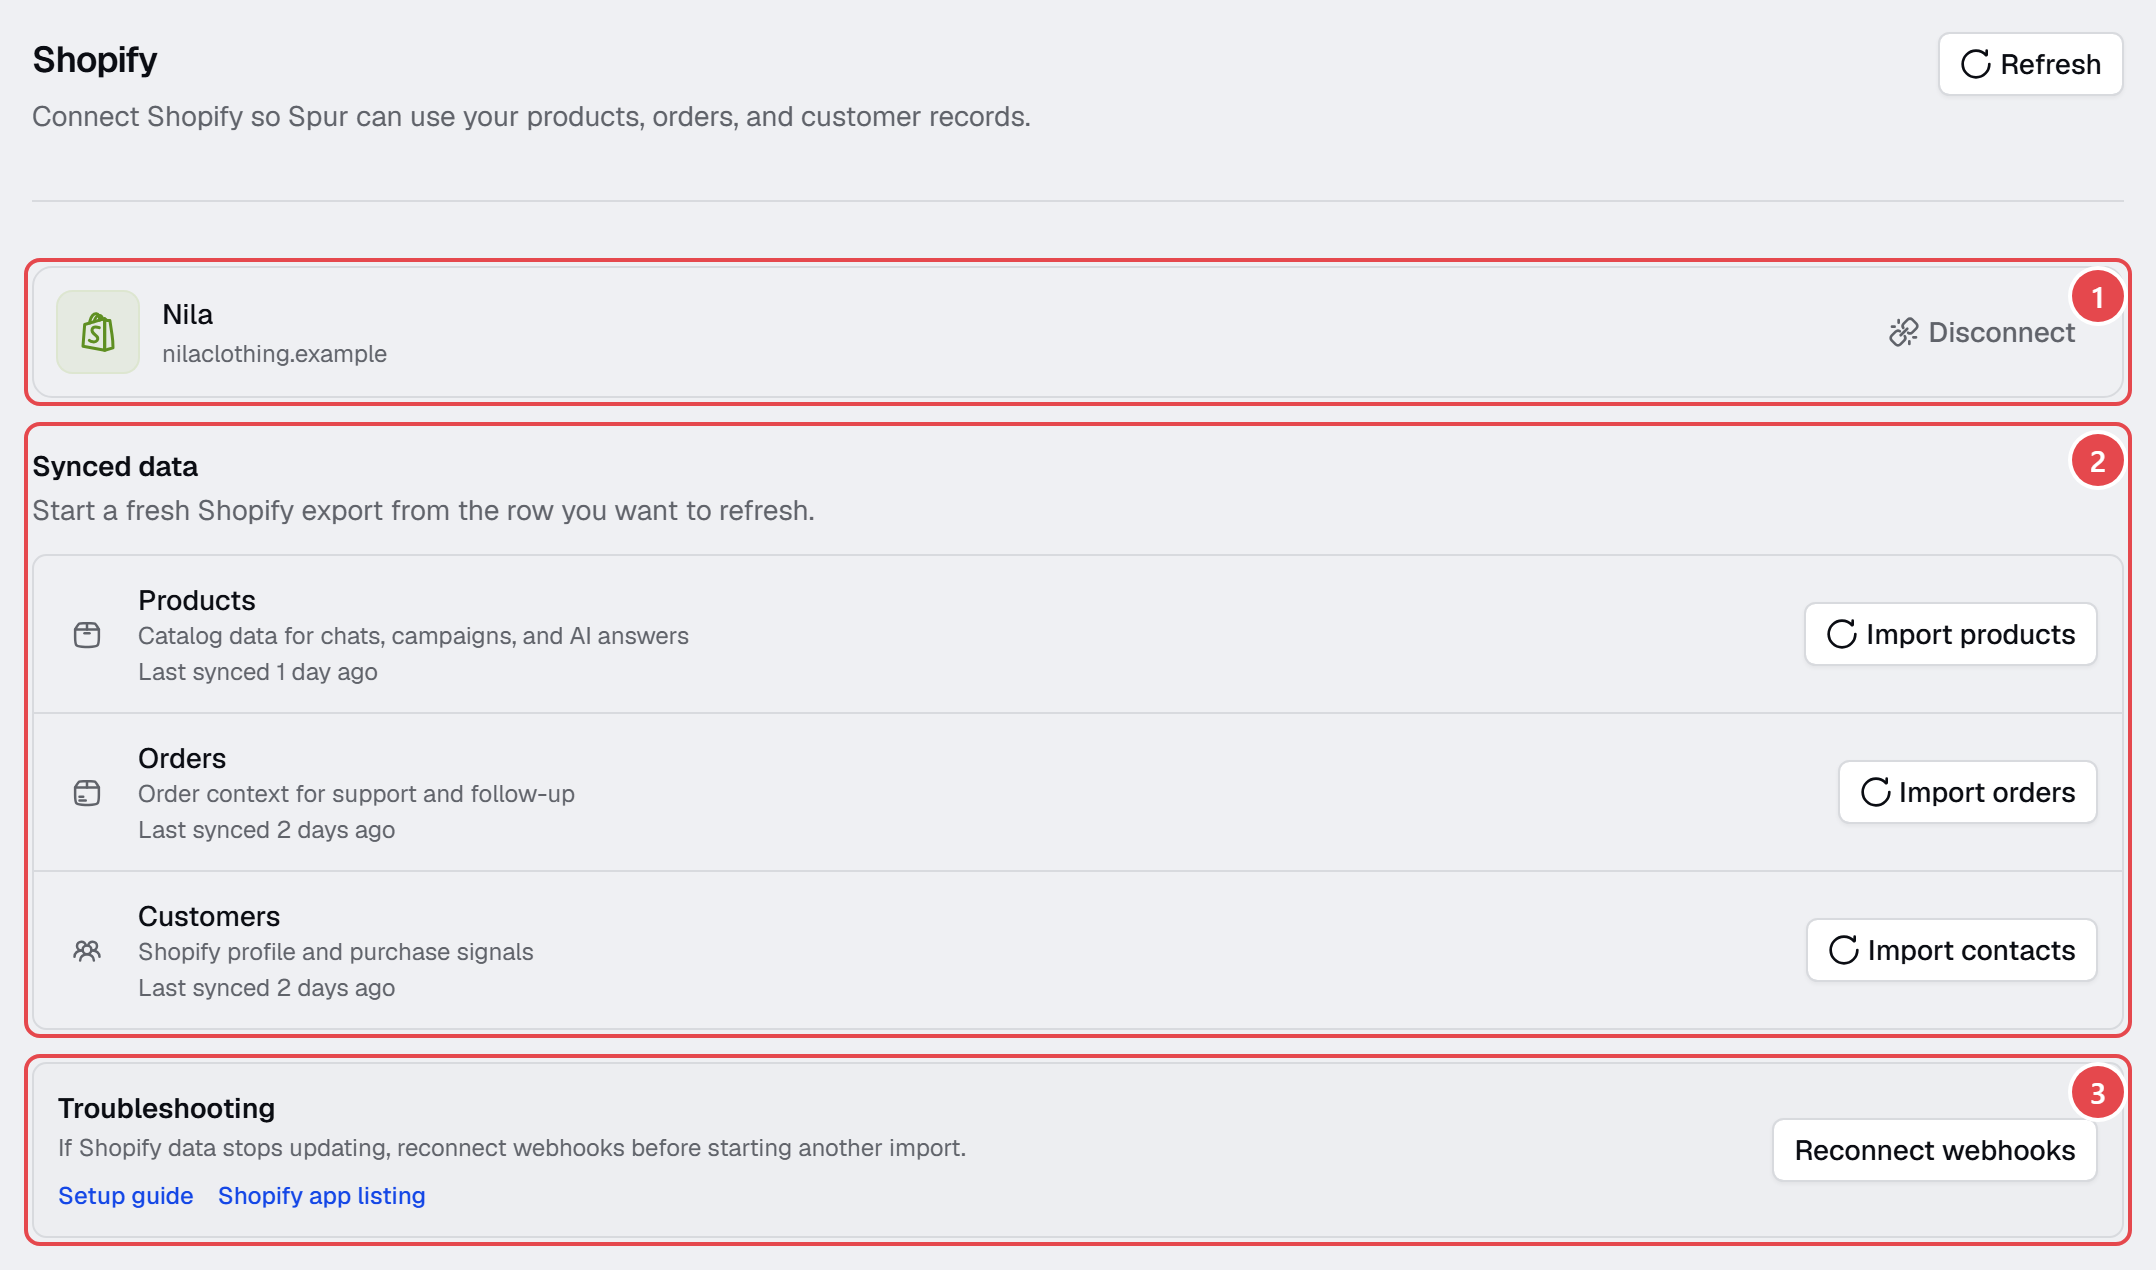 Shopify
Refresh
Connect Shopify so Spur can use your products, orders, and customer records.
1
Nila
nilaclothing.example
Disconnect
2
Synced data
Start a fresh Shopify export from the row you want to refresh.
Products
Catalog data for chats, campaigns, and AI answers
Last synced 1 day ago
Import products
Orders
Order context for support and follow-up
Last synced 2 days ago
Import orders
Customers
Shopify profile and purchase signals
Last synced 2 days ago
Import contacts
3
Troubleshooting
If Shopify data stops updating, reconnect webhooks before starting another import.
Setup guide Shopify app listing
Reconnect webhooks